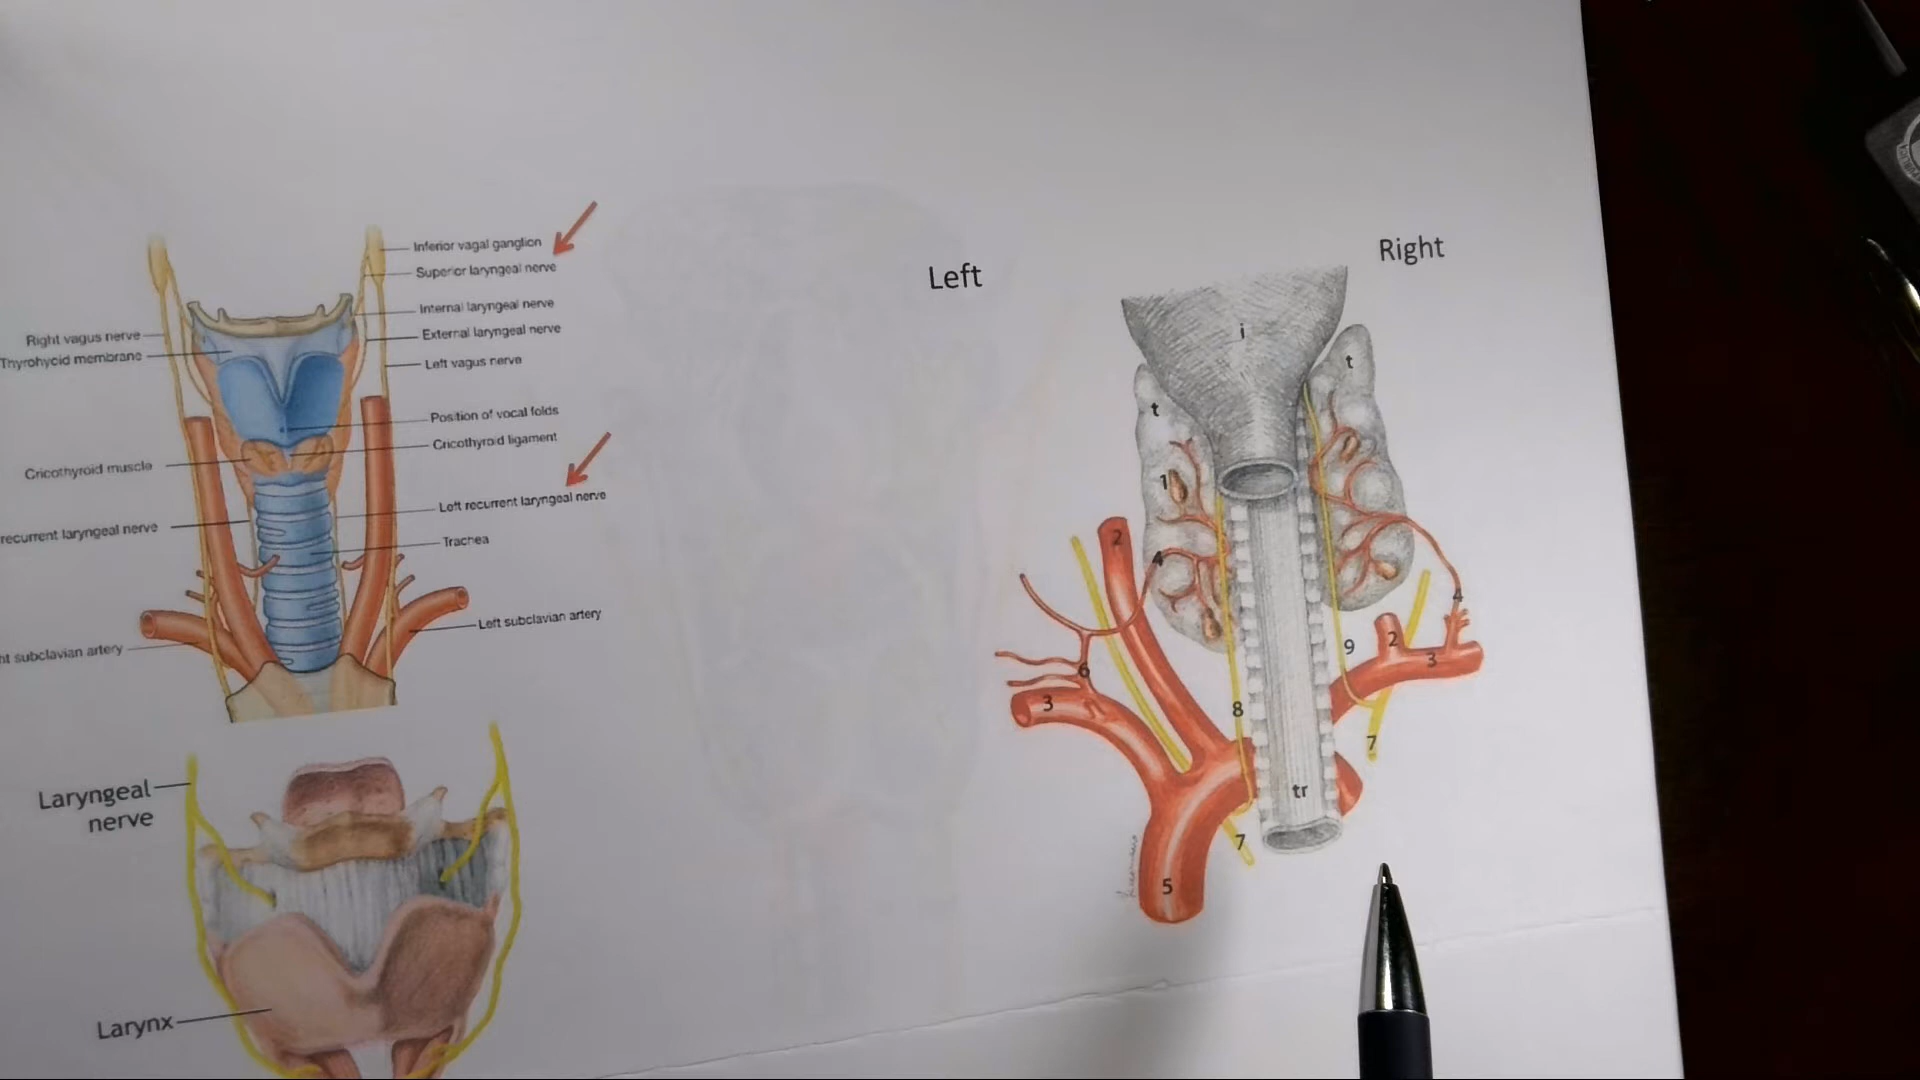 Inferior vagal ganglion
Superior laryngeal nerve
Internal laryngeal nerve
External laryngeal nerve
Left vagus nerve
Right vagus nerve
Thyrohyoid membrane
Position of vocal folds
Cricothyroid ligament
Cricothyroid muscle
Left recurrent laryngeal nerve
recurrent laryngeal nerve
Trachea
Left subclavian artery
subclavian artery
Laryngeal
nerve
Larynx
Left
Right
i
t
t
1
2
4
4
6
3
2
3
9
8
7
7
tr
5